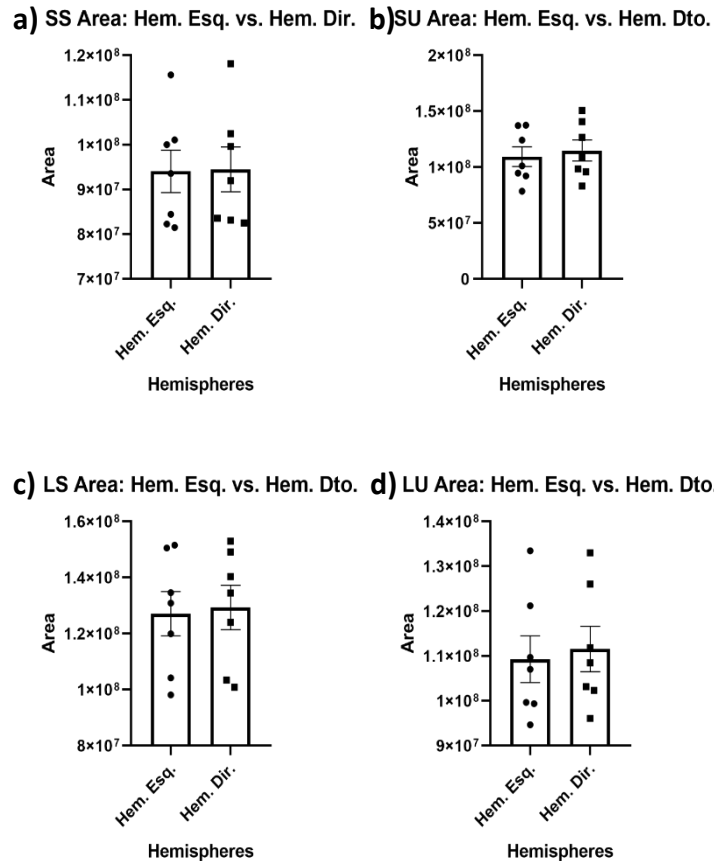 a) SS Area: Hem. Esq. vs. Hem. Dir.
1.2×10⁸
1.1×10⁸
1×10⁸
9×10⁷
8×10⁷
7×10⁷
Area
Hem. Esq.
Hem. Dir.
Hemispheres
b) SU Area: Hem. Esq. vs. Hem. Dto.
2×10⁸
1.5×10⁸
1×10⁸
5×10⁷
0
Area
Hem. Esq.
Hem. Dir.
Hemispheres
c) LS Area: Hem. Esq. vs. Hem. Dto.
1.6×10⁸
1.4×10⁸
1.2×10⁸
1×10⁸
8×10⁷
Area
Hem. Esq.
Hem. Dir.
Hemispheres
d) LU Area: Hem. Esq. vs. Hem. Dto.
1.4×10⁸
1.3×10⁸
1.2×10⁸
1.1×10⁸
1×10⁸
9×10⁷
Area
Hem. Esq.
Hem. Dir.
Hemispheres